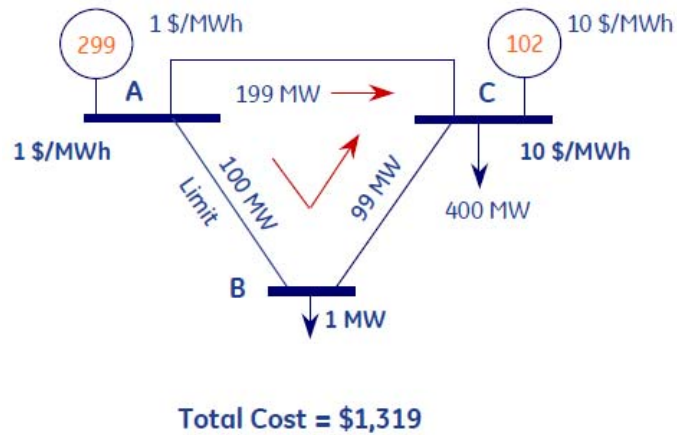 299
1 $/MWh
102
10 $/MWh
A
199 MW
C
1 $/MWh
10 $/MWh
100 MW
Limit
99 MW
400 MW
B
1 MW
Total Cost = $1,319